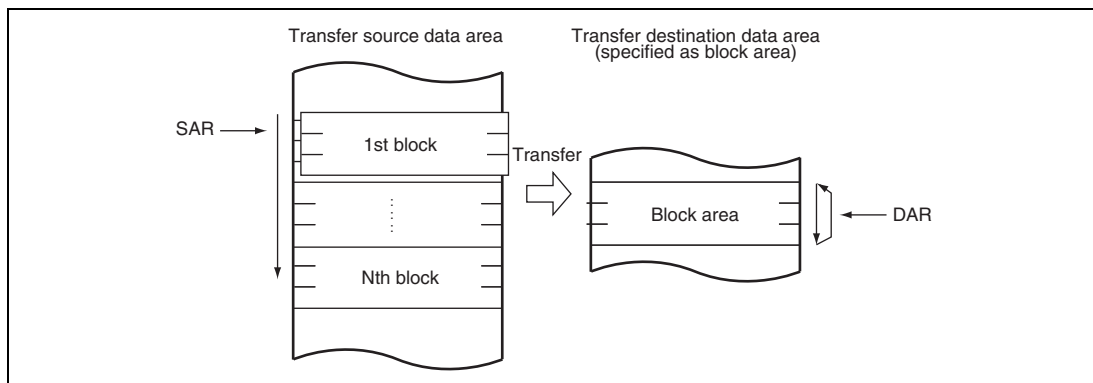 Transfer source data area
Transfer destination data area
(specified as block area)
SAR
1st block
Transfer
Block area
DAR
Nth block